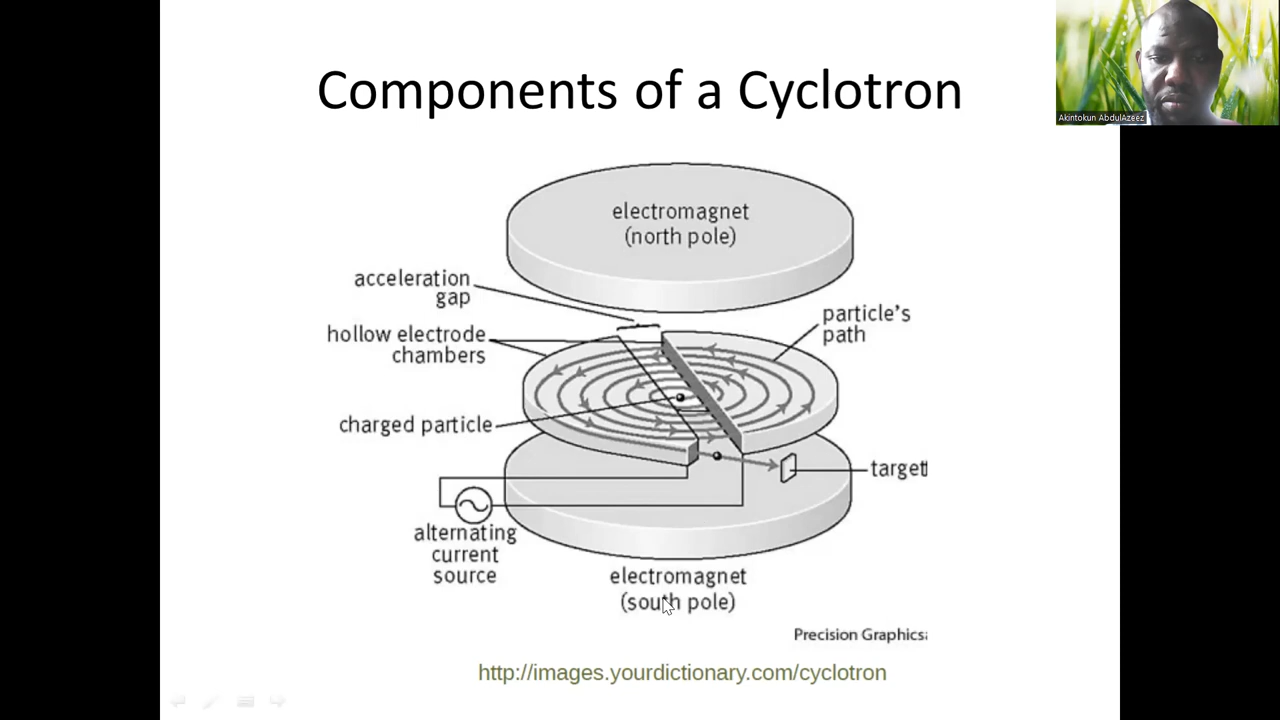 Components of a Cyclotron
Akintokun AbdulAzeez
electromagnet
(north pole)
acceleration
gap
particle's
path
hollow electrode
chambers
charged particle
target
alternating
current
source
electromagnet
(south pole)
Precision Graphics
http://images.yourdictionary.com/cyclotron